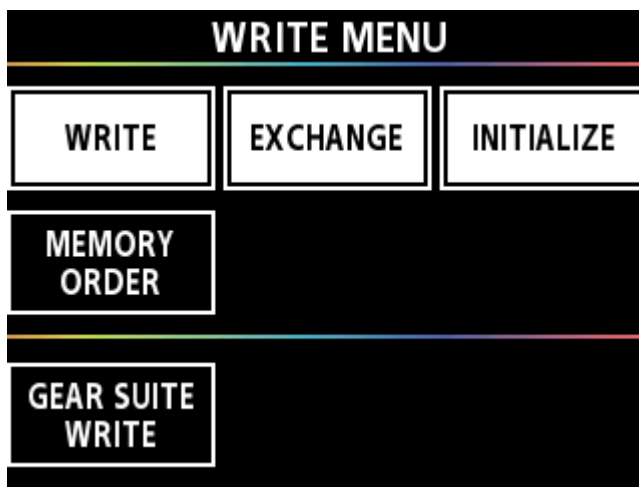 WRITE MENU
WRITE EXCHANGE INITIALIZE
MEMORY
ORDER
GEAR SUITE
WRITE